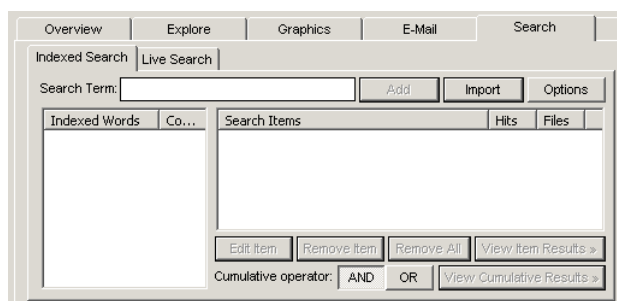 Overview Explore Graphics E-Mail Search
Indexed Search Live Search
Search Term: Add Import Options
Indexed Words Co... Search Items Hits Files
Edit Item Remove Item Remove All View Item Results »
Cumulative operator: AND OR View Cumulative Results »